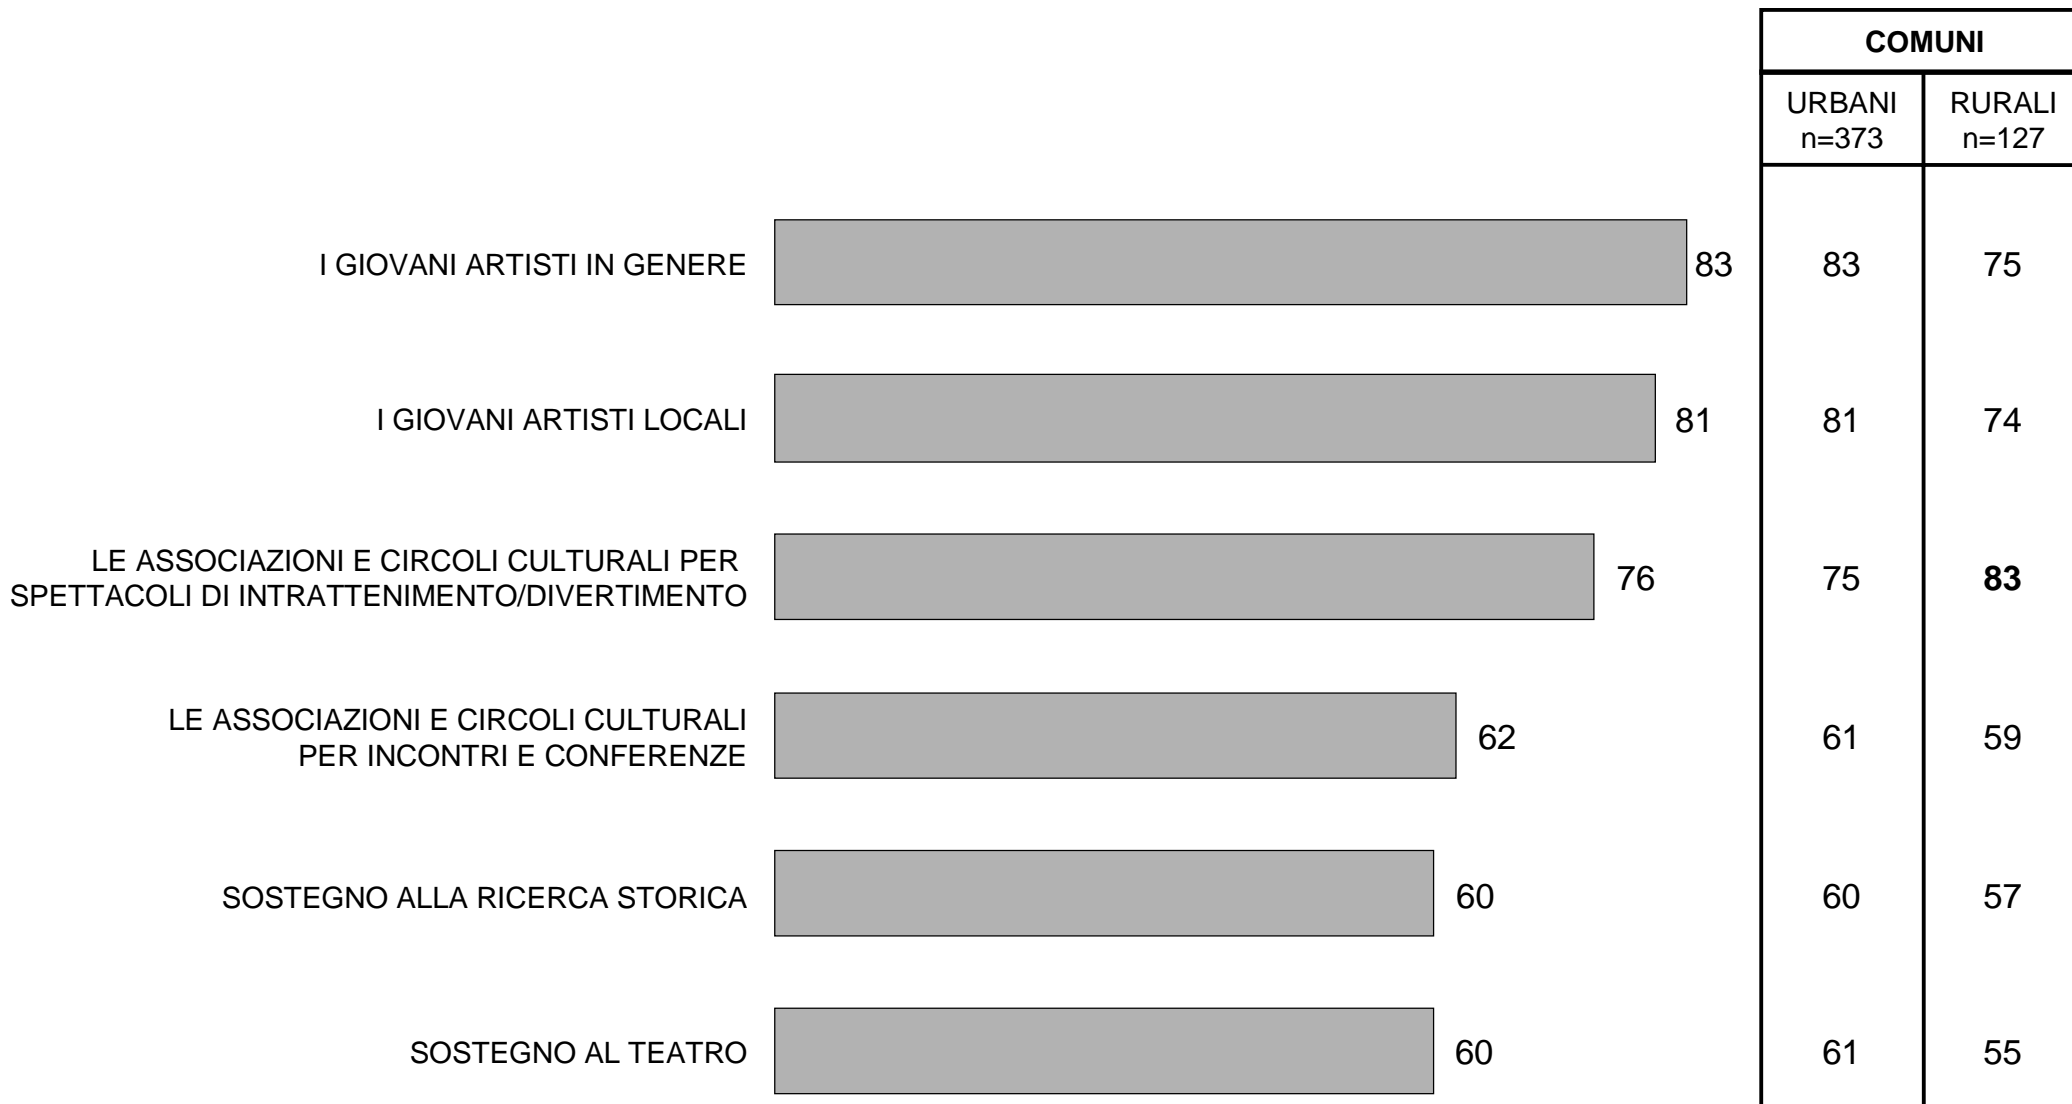 COMUNI
URBANI RURALI
n=373 n=127
I GIOVANI ARTISTI IN GENERE 83 83 75
I GIOVANI ARTISTI LOCALI 81 81 74
LE ASSOCIAZIONI E CIRCOLI CULTURALI PER
SPETTACOLI DI INTRATTENIMENTO/DIVERTIMENTO 76 75 83
LE ASSOCIAZIONI E CIRCOLI CULTURALI
PER INCONTRI E CONFERENZE 62 61 59
SOSTEGNO ALLA RICERCA STORICA 60 60 57
SOSTEGNO AL TEATRO 60 61 55